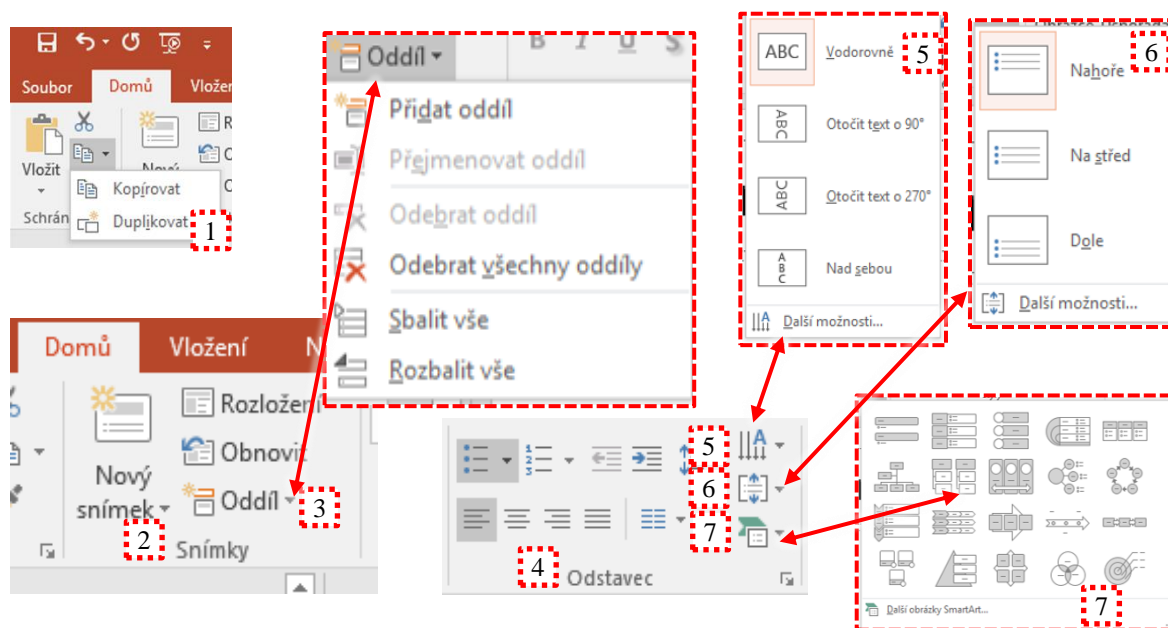 Soubor Domů
Vložit
Kopírovat
Duplikovat
1
Oddíl
B I U S
Přidat oddíl
Přejmenovat oddíl
Odebrat oddíl
Odebrat všechny oddíly
Sbalit vše
Rozbalit vše
ABC Vodorovně 5
ABC Otočit text o 90°
ABC Otočit text o 270°
ABC Nad sebou
Další možnosti...
6
Nahoře
Na střed
Dole
Další možnosti...
Domů Vložení N
Rozložení
Obnovit
Nový
snímek
Oddíl 3
2 Snímky
5
6
7
4 Odstavec
Další obrázky SmartArt...
7